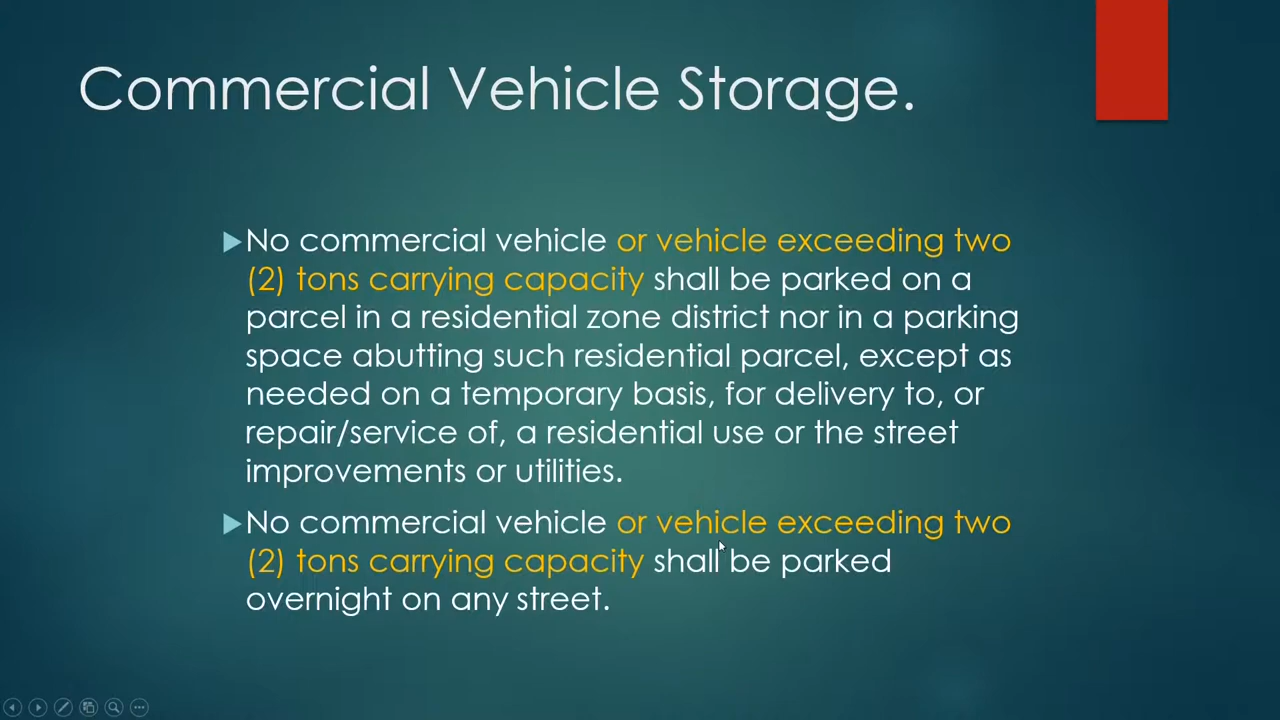 Commercial Vehicle Storage.
No commercial vehicle or vehicle exceeding two
(2) tons carrying capacity shall be parked on a
parcel in a residential zone district nor in a parking
space abutting such residential parcel, except as
needed on a temporary basis, for delivery to, or
repair/service of, a residential use or the street
improvements or utilities.
No commercial vehicle or vehicle exceeding two
(2) tons carrying capacity shall be parked
overnight on any street.